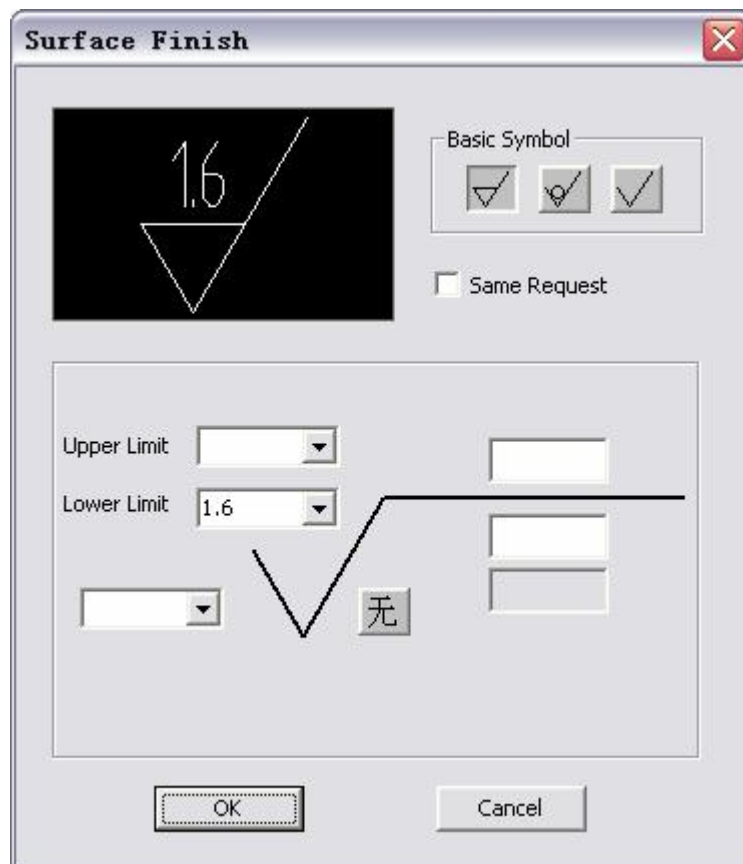 Surface Finish
1.6
Basic Symbol
Same Request
Upper Limit
Lower Limit 1.6
无
OK Cancel